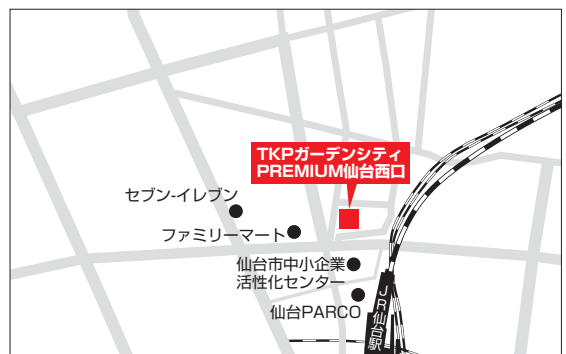 TKPガーデンシティ
PREMIUM仙台西口
セブン-イレブン
ファミリーマート
仙台市中小企業
活性化センター
仙台PARCO
JR仙台駅